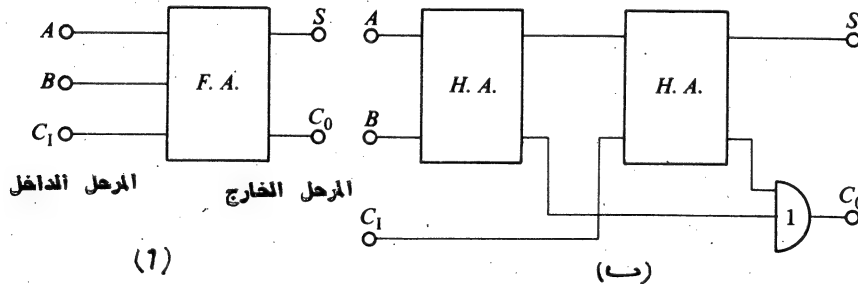 A
B
C_I
F. A.
S
C_0
المرحل الداخل
المرحل الخارج
(أ)
A
B
C_I
H. A.
H. A.
1
S
C_0
(ب)